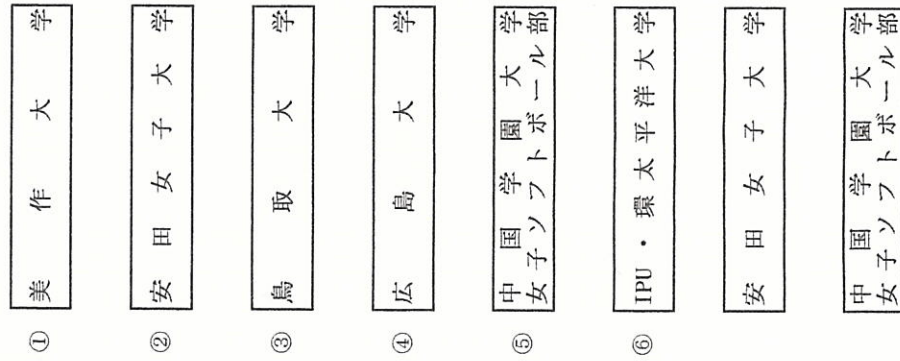 ① 美作大学
② 安田女子大学
③ 鳥取大学
④ 広島大学
⑤ 中国学園大学
女子ソフトボール部
⑥ IPU・環太平洋大学
安田女子大学
中国学園大学
女子ソフトボール部